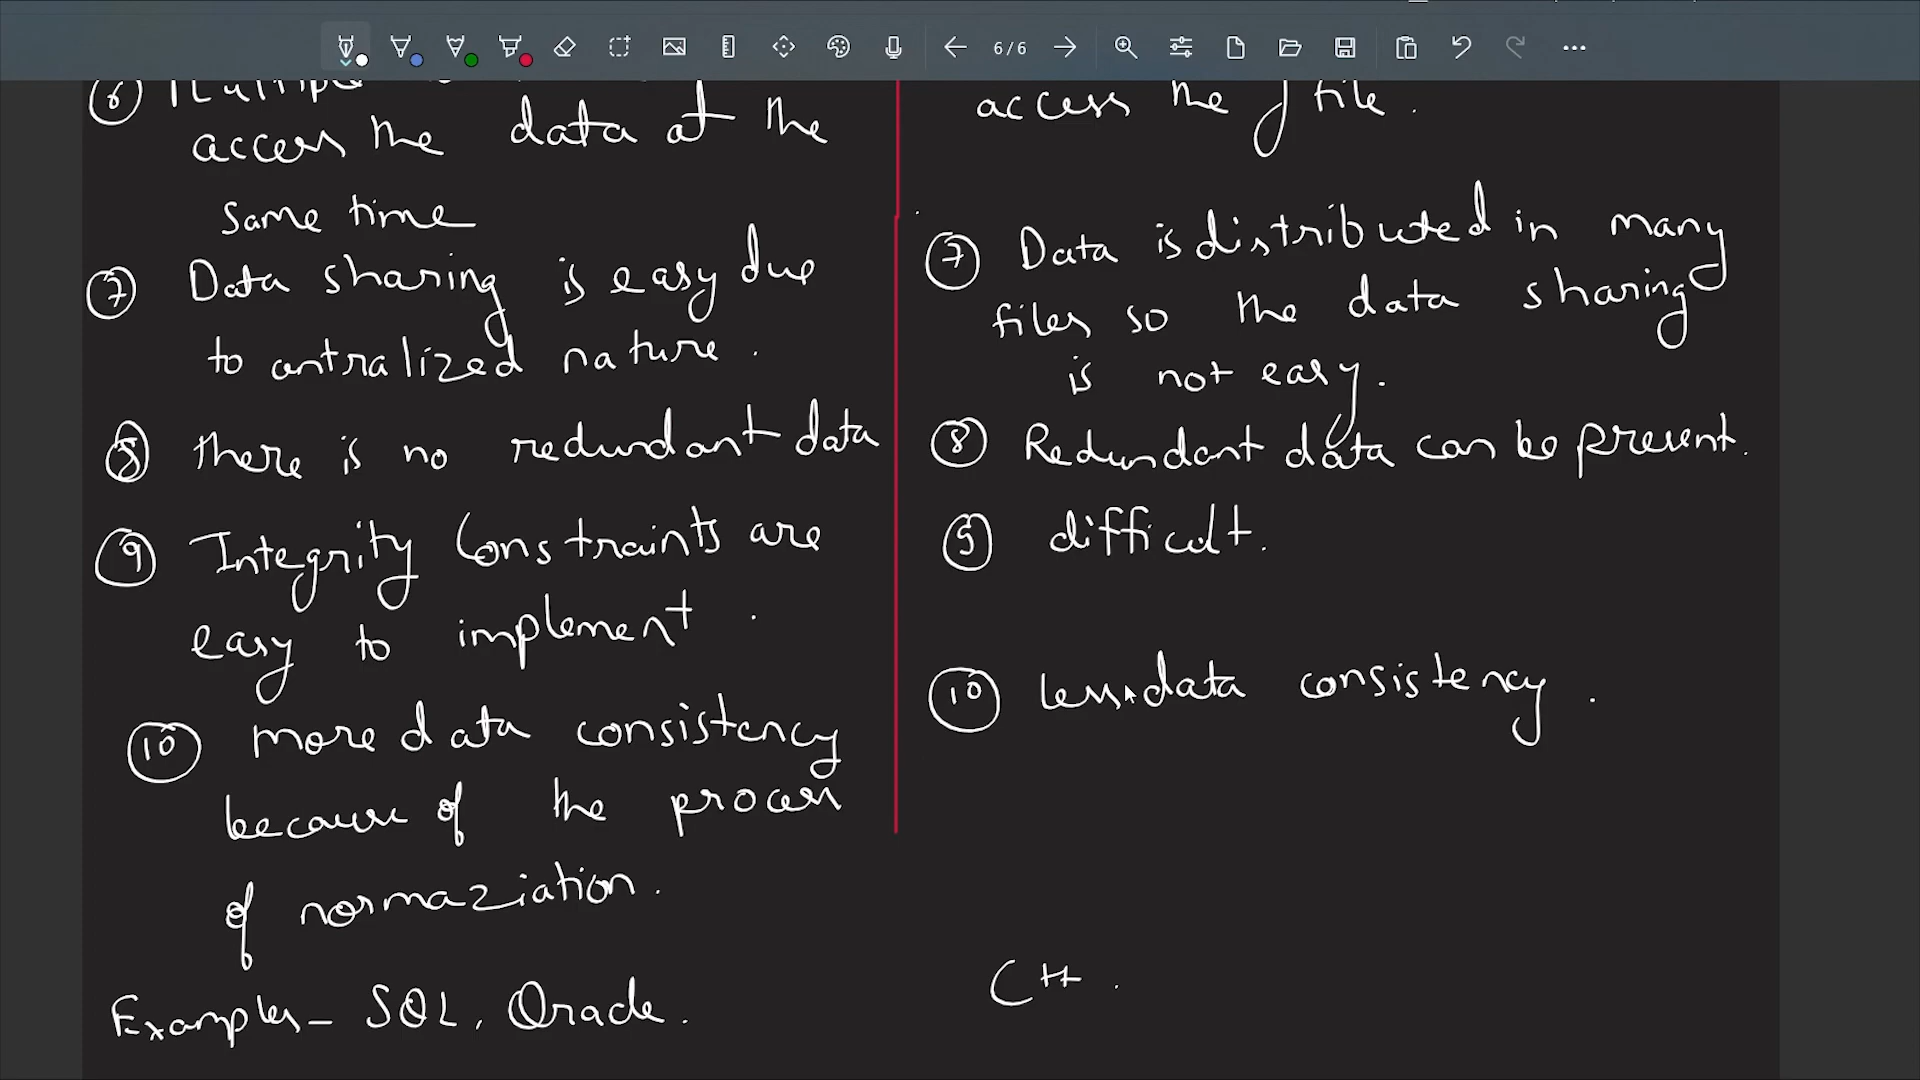 6/6
6
access the data at the
same time
7 Data sharing is easy due
to centralized nature.
8 there is no redundant data
9 Integrity Constraints are
easy to implement.
10 more data consistency
because of the process
of normaziation.
Examples - SQL, Oracle.
access the file.
7 Data is distributed in many
files so the data sharing
is not easy.
8 Redundant data can be present.
9 difficult.
10 less data consistency.
C++.